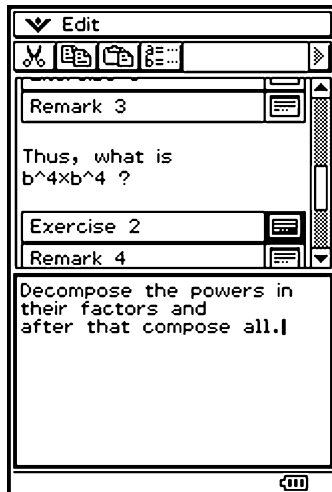 Edit
Remark 3
Thus, what is
b^4×b^4 ?
Exercise 2
Remark 4
Decompose the powers in
their factors and
after that compose all.